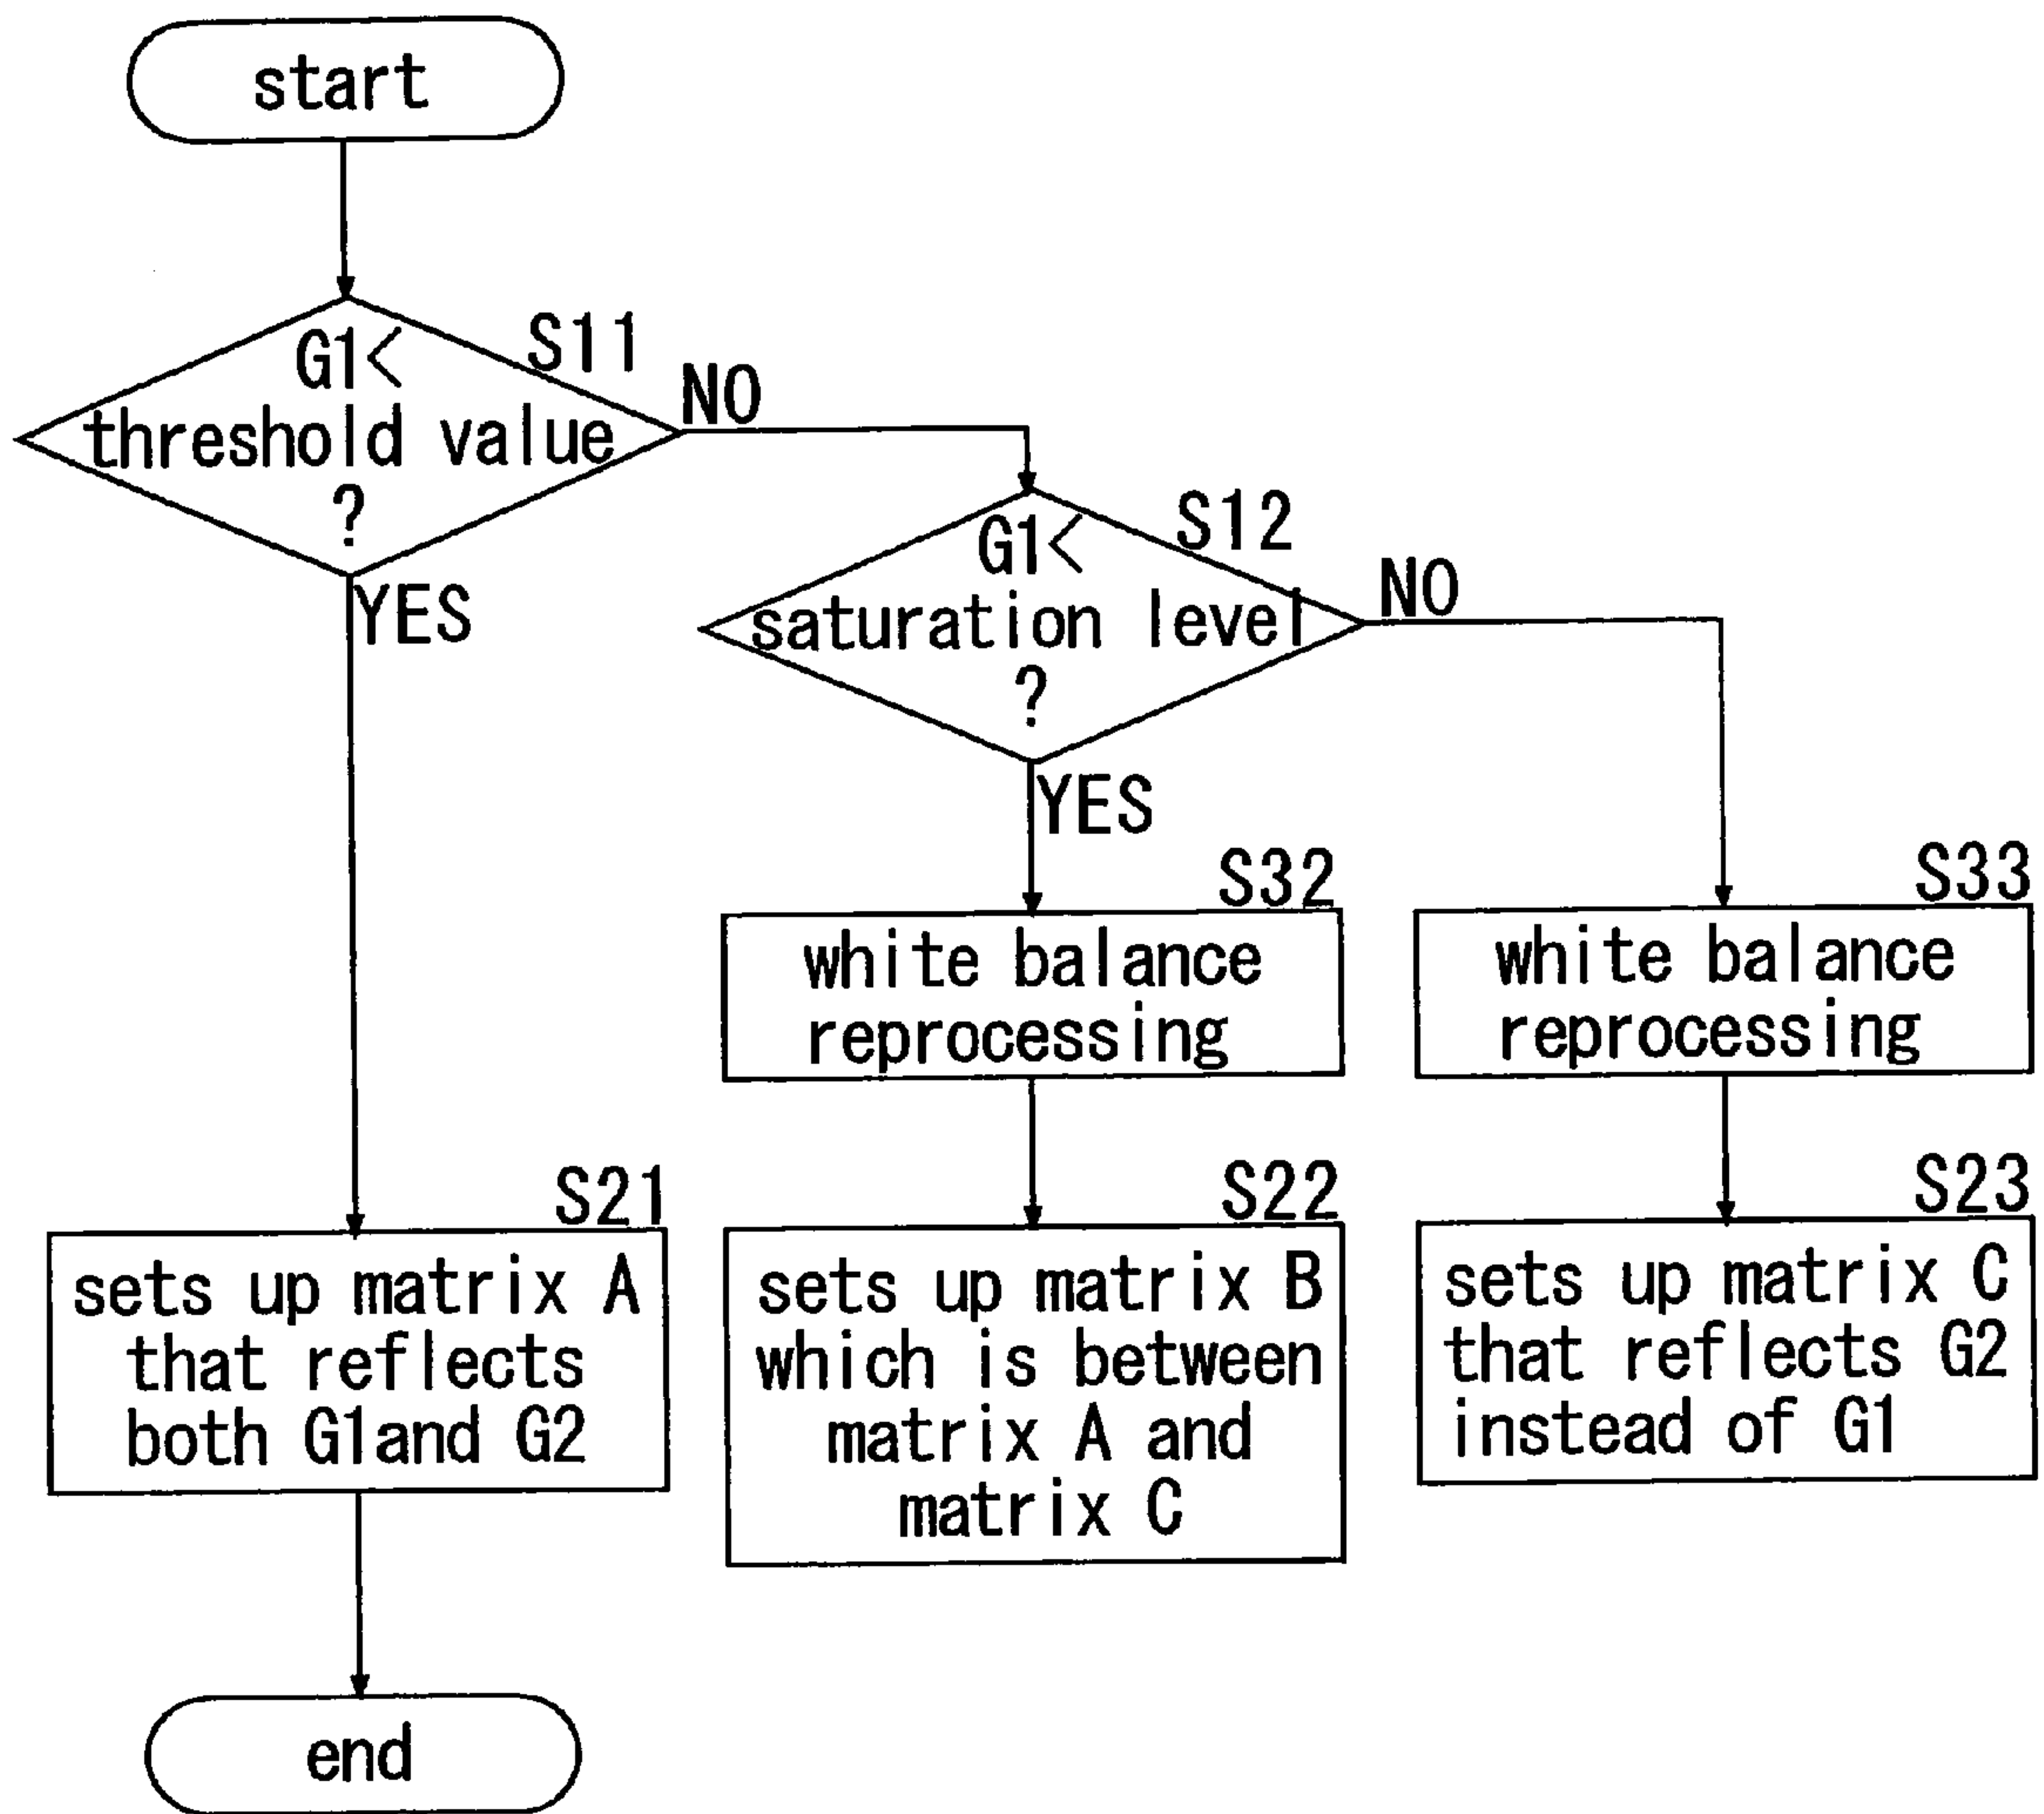 start
G1<
threshold value
?
S11
NO
YES
G1<
saturation level
?
S12
NO
YES
S32
white balance
reprocessing
S33
white balance
reprocessing
S21
sets up matrix A
that reflects
both G1and G2
S22
sets up matrix B
which is between
matrix A and
matrix C
S23
sets up matrix C
that reflects G2
instead of G1
end